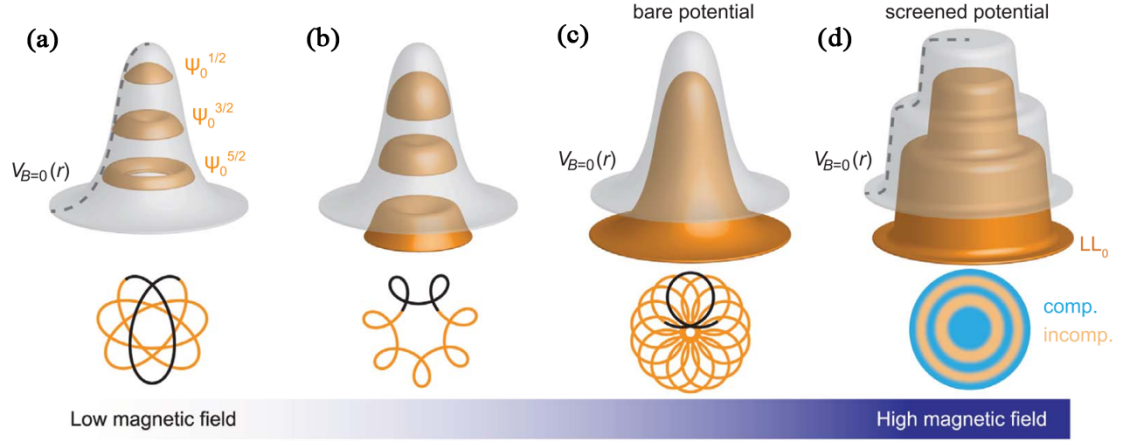 bare potential
screened potential
(a)
(b)
(c)
(d)
Ψ₀^1/2
Ψ₀^3/2
Ψ₀^5/2
V_B=0(r)
V_B=0(r)
V_B=0(r)
LL₀
comp.
incomp.
Low magnetic field
High magnetic field